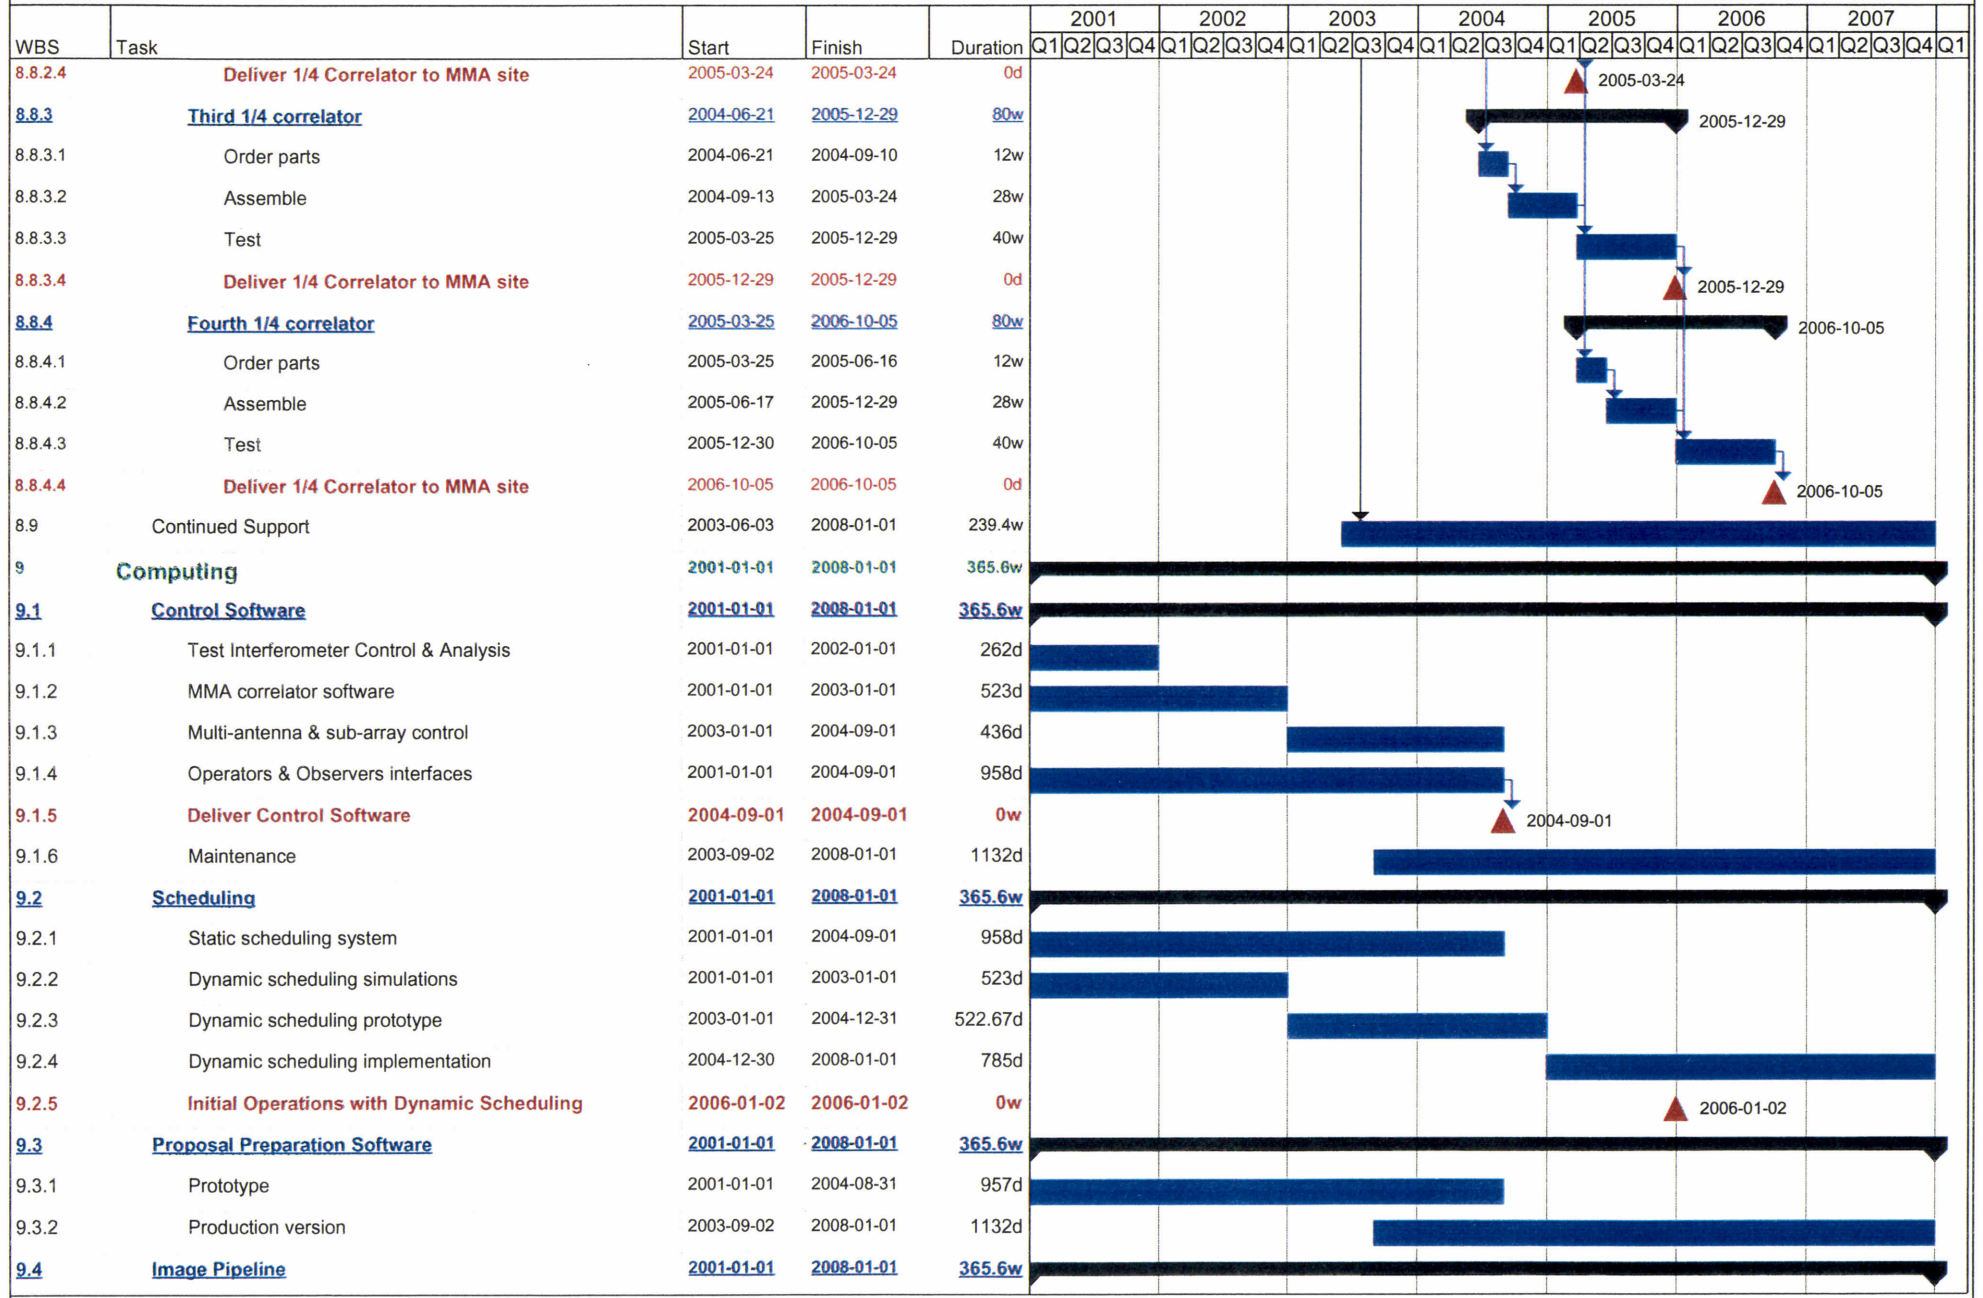 2001 2002 2003 2004 2005 2006 2007
WBS Task Start Finish Duration Q1 Q2 Q3 Q4 Q1 Q2 Q3 Q4 Q1 Q2 Q3 Q4 Q1 Q2 Q3 Q4 Q1 Q2 Q3 Q4 Q1 Q2 Q3 Q4 Q1 Q2 Q3 Q4 Q1
8.8.2.4 Deliver 1/4 Correlator to MMA site 2005-03-24 2005-03-24 0d 2005-03-24
8.8.3 Third 1/4 correlator 2004-06-21 2005-12-29 80w 2005-12-29
8.8.3.1 Order parts 2004-06-21 2004-09-10 12w
8.8.3.2 Assemble 2004-09-13 2005-03-24 28w
8.8.3.3 Test 2005-03-25 2005-12-29 40w
8.8.3.4 Deliver 1/4 Correlator to MMA site 2005-12-29 2005-12-29 0d 2005-12-29
8.8.4 Fourth 1/4 correlator 2005-03-25 2006-10-05 80w 2006-10-05
8.8.4.1 Order parts 2005-03-25 2005-06-16 12w
8.8.4.2 Assemble 2005-06-17 2005-12-29 28w
8.8.4.3 Test 2005-12-30 2006-10-05 40w
8.8.4.4 Deliver 1/4 Correlator to MMA site 2006-10-05 2006-10-05 0d 2006-10-05
8.9 Continued Support 2003-06-03 2008-01-01 239.4w
9 Computing 2001-01-01 2008-01-01 365.6w
9.1 Control Software 2001-01-01 2008-01-01 365.6w
9.1.1 Test Interferometer Control & Analysis 2001-01-01 2002-01-01 262d
9.1.2 MMA correlator software 2001-01-01 2003-01-01 523d
9.1.3 Multi-antenna & sub-array control 2003-01-01 2004-09-01 436d
9.1.4 Operators & Observers interfaces 2001-01-01 2004-09-01 958d
9.1.5 Deliver Control Software 2004-09-01 2004-09-01 0w 2004-09-01
9.1.6 Maintenance 2003-09-02 2008-01-01 1132d
9.2 Scheduling 2001-01-01 2008-01-01 365.6w
9.2.1 Static scheduling system 2001-01-01 2004-09-01 958d
9.2.2 Dynamic scheduling simulations 2001-01-01 2003-01-01 523d
9.2.3 Dynamic scheduling prototype 2003-01-01 2004-12-31 522.67d
9.2.4 Dynamic scheduling implementation 2004-12-30 2008-01-01 785d
9.2.5 Initial Operations with Dynamic Scheduling 2006-01-02 2006-01-02 0w 2006-01-02
9.3 Proposal Preparation Software 2001-01-01 2008-01-01 365.6w
9.3.1 Prototype 2001-01-01 2004-08-31 957d
9.3.2 Production version 2003-09-02 2008-01-01 1132d
9.4 Image Pipeline 2001-01-01 2008-01-01 365.6w